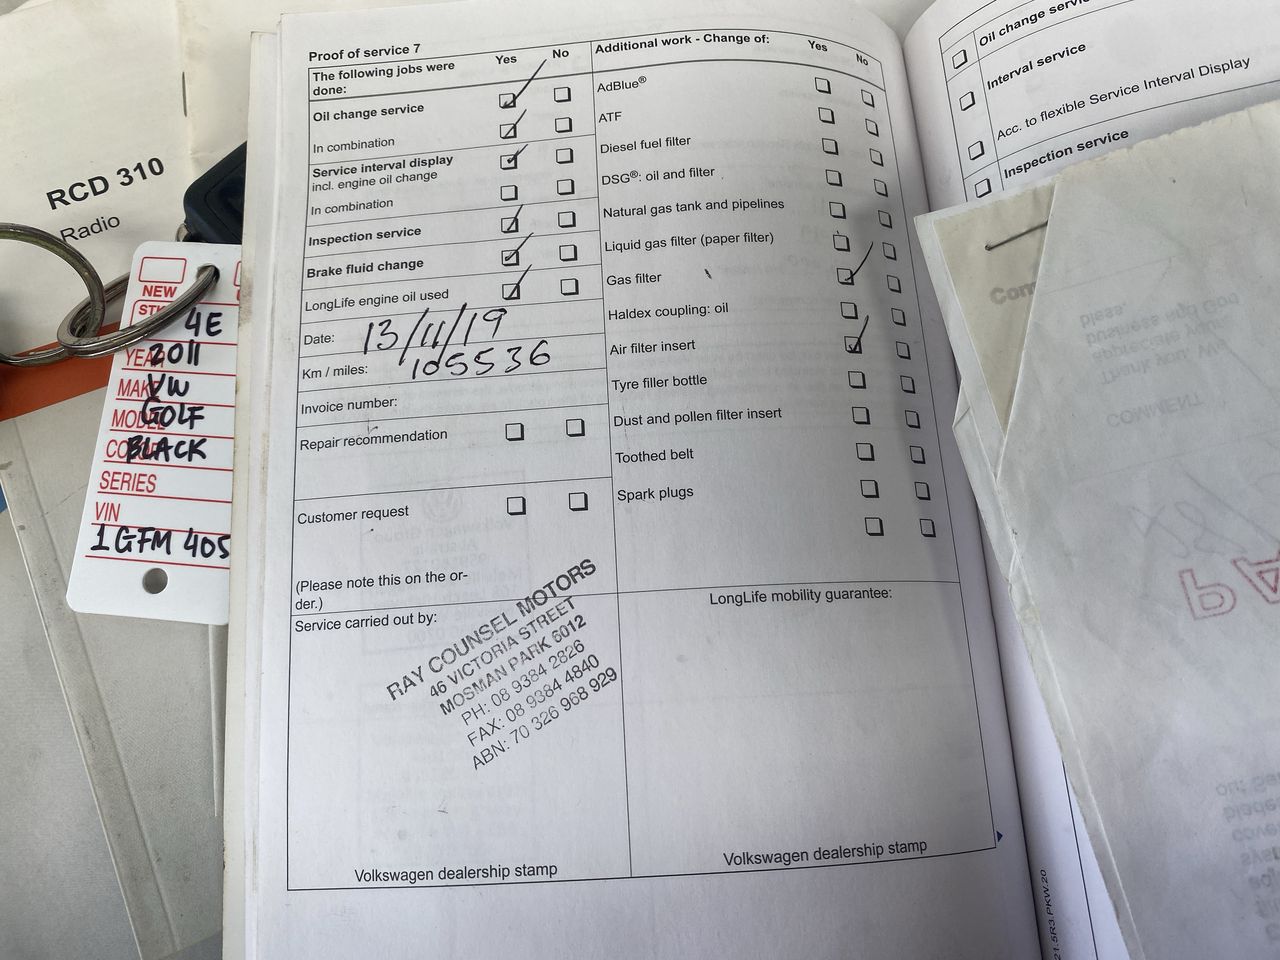 RCD 310
Radio
NEW
4E
YEAR 2011
VW
MODEL GOLF
BLACK
SERIES
VIN
1GFM 405
Proof of service 7
The following jobs were
done:
Yes
No
Oil change service
In combination
Service interval display
incl. engine oil change
In combination
Inspection service
Brake fluid change
LongLife engine oil used
Date: 13/11/19
Km / miles: 105536
Invoice number:
Repair recommendation
Customer request
(Please note this on the or-
der.)
Service carried out by:
RAY COUNSEL MOTORS
46 VICTORIA STREET
MOSMAN PARK 6012
PH: 08 9384 2826
FAX: 08 9384 4840
ABN: 70 326 968 929
Volkswagen dealership stamp
Additional work - Change of:
Yes
No
AdBlue®
ATF
Diesel fuel filter
DSG®: oil and filter
Natural gas tank and pipelines
Liquid gas filter (paper filter)
Gas filter
Haldex coupling: oil
Air filter insert
Tyre filler bottle
Dust and pollen filter insert
Toothed belt
Spark plugs
LongLife mobility guarantee:
Volkswagen dealership stamp
Oil change
Interval service
Acc. to flexible Service Interval Display
Inspection service
21.5R3.PKW.20
COMMENT